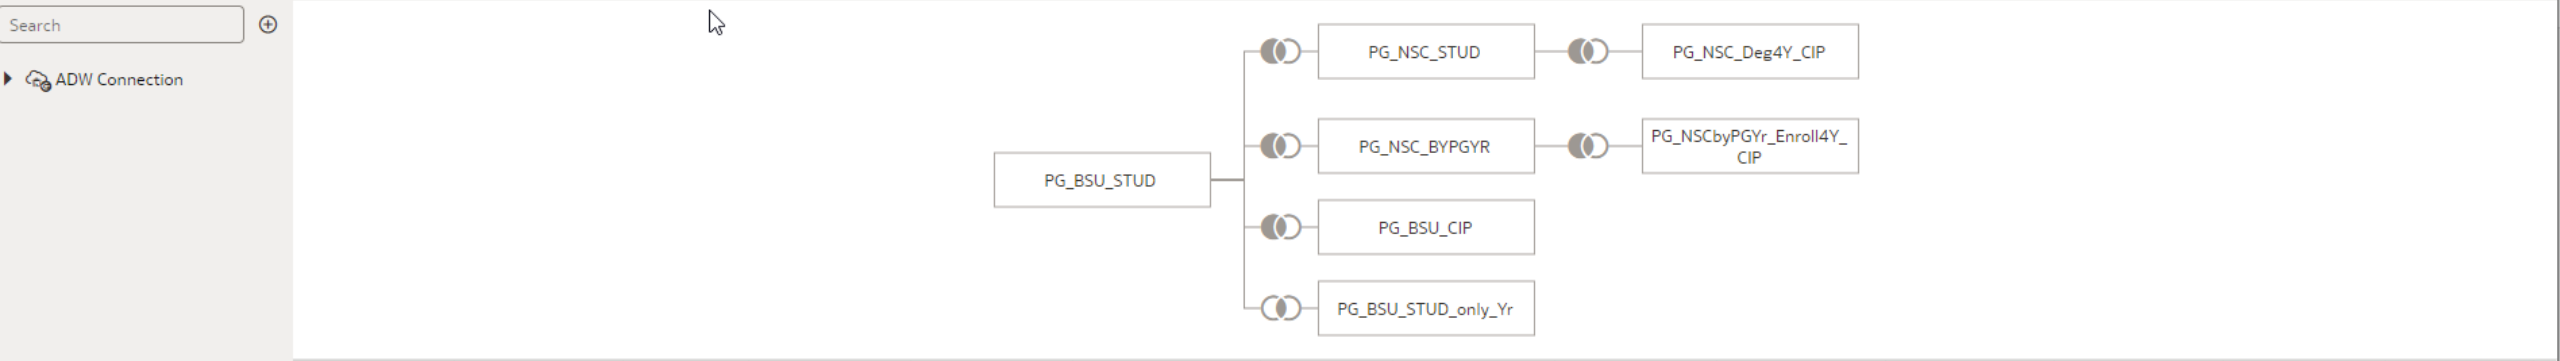 Search
ADW Connection
PG_BSU_STUD
PG_NSC_STUD
PG_NSC_Deg4Y_CIP
PG_NSC_BYPGYR
PG_NSCbyPGYr_Enroll4Y_
CIP
PG_BSU_CIP
PG_BSU_STUD_only_Yr